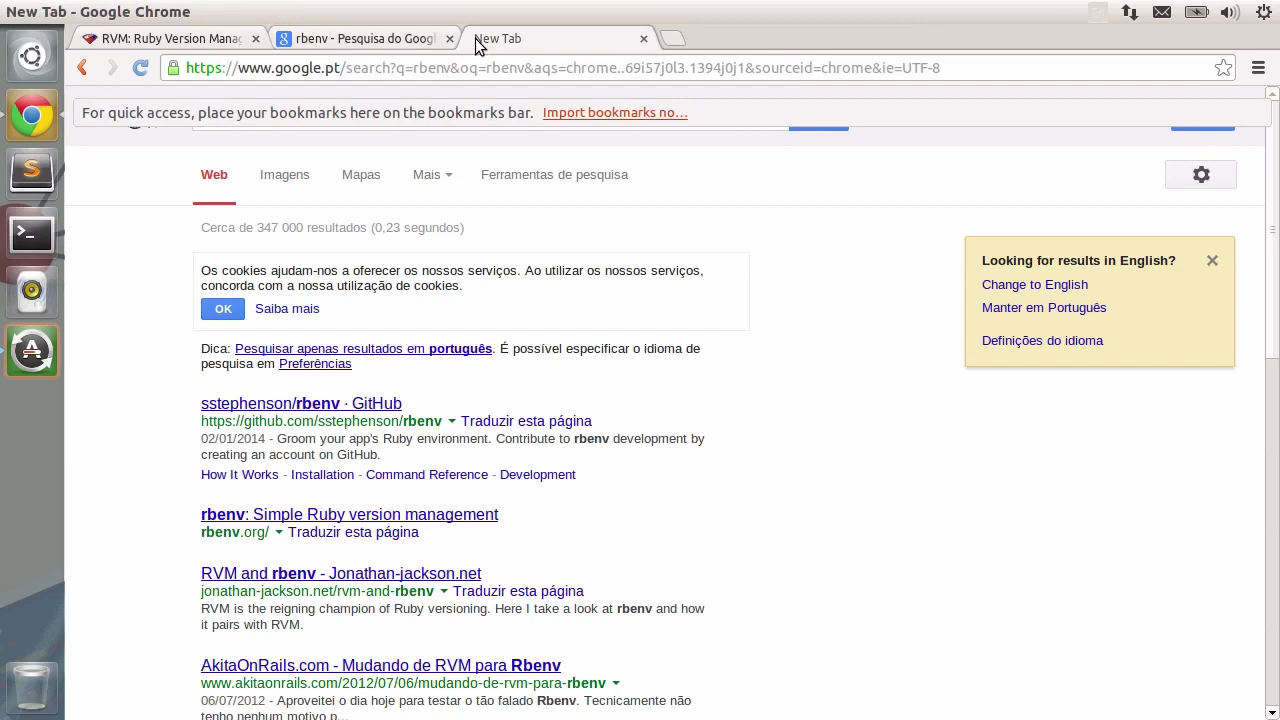 New Tab - Google Chrome
RVM: Ruby Version Manag
rbenv - Pesquisa do Googl
New Tab
https://www.google.pt/search?q=rbenv&oq=rbenv&aqs=chrome..69i57j0l3.1394j0j1&sourceid=chrome&ie=UTF-8
For quick access, place your bookmarks here on the bookmarks bar. Import bookmarks no...
Web Imagens Mapas Mais Ferramentas de pesquisa
Cerca de 347 000 resultados (0,23 segundos)
Os cookies ajudam-nos a oferecer os nossos serviços. Ao utilizar os nossos serviços,
concorda com a nossa utilização de cookies.
OK Saiba mais
Looking for results in English?
Change to English
Manter em Português
Definições do idioma
Dica: Pesquisar apenas resultados em português. É possível especificar o idioma de
pesquisa em Preferências
sstephenson/rbenv · GitHub
https://github.com/sstephenson/rbenv Traduzir esta página
02/01/2014 - Groom your app's Ruby environment. Contribute to rbenv development by
creating an account on GitHub.
How It Works - Installation - Command Reference - Development
rbenv: Simple Ruby version management
rbenv.org/ Traduzir esta página
RVM and rbenv - Jonathan-jackson.net
jonathan-jackson.net/rvm-and-rbenv Traduzir esta página
RVM is the reigning champion of Ruby versioning. Here I take a look at rbenv and how
it pairs with RVM.
AkitaOnRails.com - Mudando de RVM para Rbenv
www.akitaonrails.com/2012/07/06/mudando-de-rvm-para-rbenv
06/07/2012 - Aproveitei o dia hoje para testar o tão falado Rbenv. Tecnicamente não
tenho nenhum motivo p...